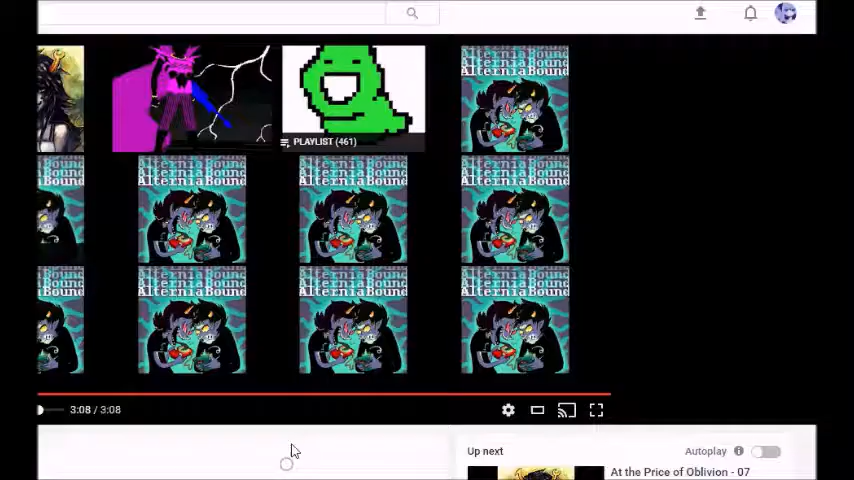 AlterniaBound
PLAYLIST (461)
AlterniaBound
AlterniaBound
AlterniaBound
AlterniaBound
AlterniaBound
AlterniaBound
3:08 / 3:08
Up next
Autoplay
At the Price of Oblivion - 07